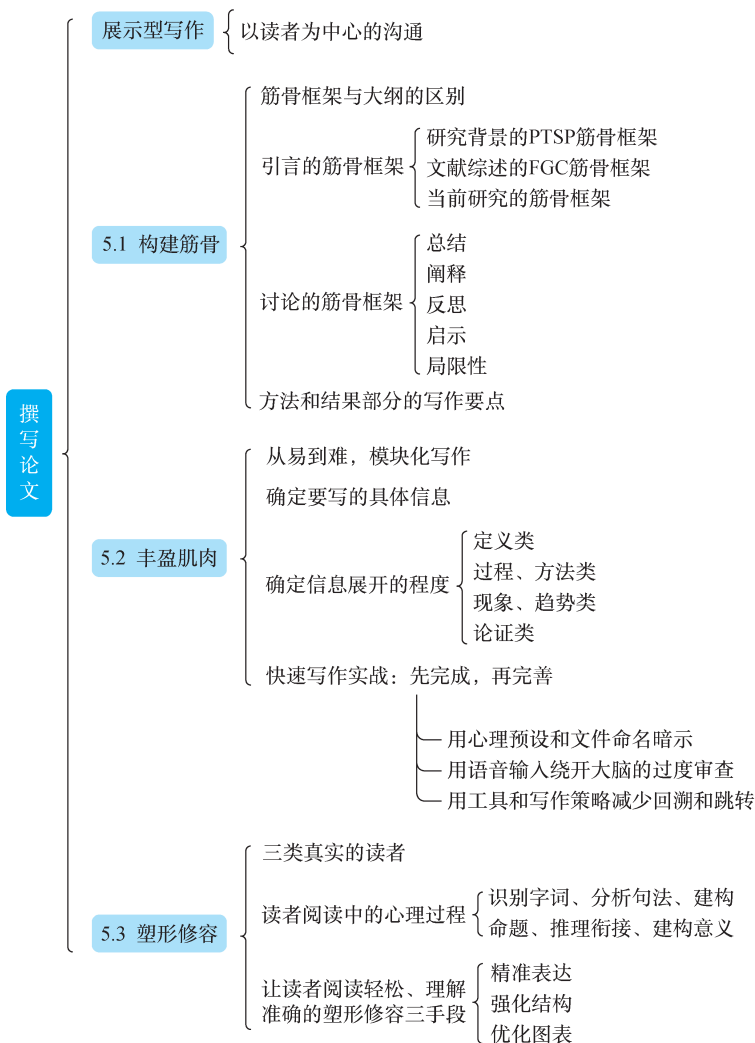 撰写论文
展示型写作
以读者为中心的沟通
5.1 构建筋骨
筋骨框架与大纲的区别
引言的筋骨框架
研究背景的PTSP筋骨框架
文献综述的FGC筋骨框架
当前研究的筋骨框架
讨论的筋骨框架
总结
阐释
反思
启示
局限性
方法和结果部分的写作要点
5.2 丰盈肌肉
从易到难，模块化写作
确定要写的具体信息
确定信息展开的程度
定义类
过程、方法类
现象、趋势类
论证类
快速写作实战：先完成，再完善
用心理预设和文件命名暗示
用语音输入绕开大脑的过度审查
用工具和写作策略减少回溯和跳转
5.3 塑形修容
三类真实的读者
读者阅读中的心理过程
识别字词、分析句法、建构
命题、推理衔接、建构意义
让读者阅读轻松、理解
准确的塑形修容三手段
精准表达
强化结构
优化图表